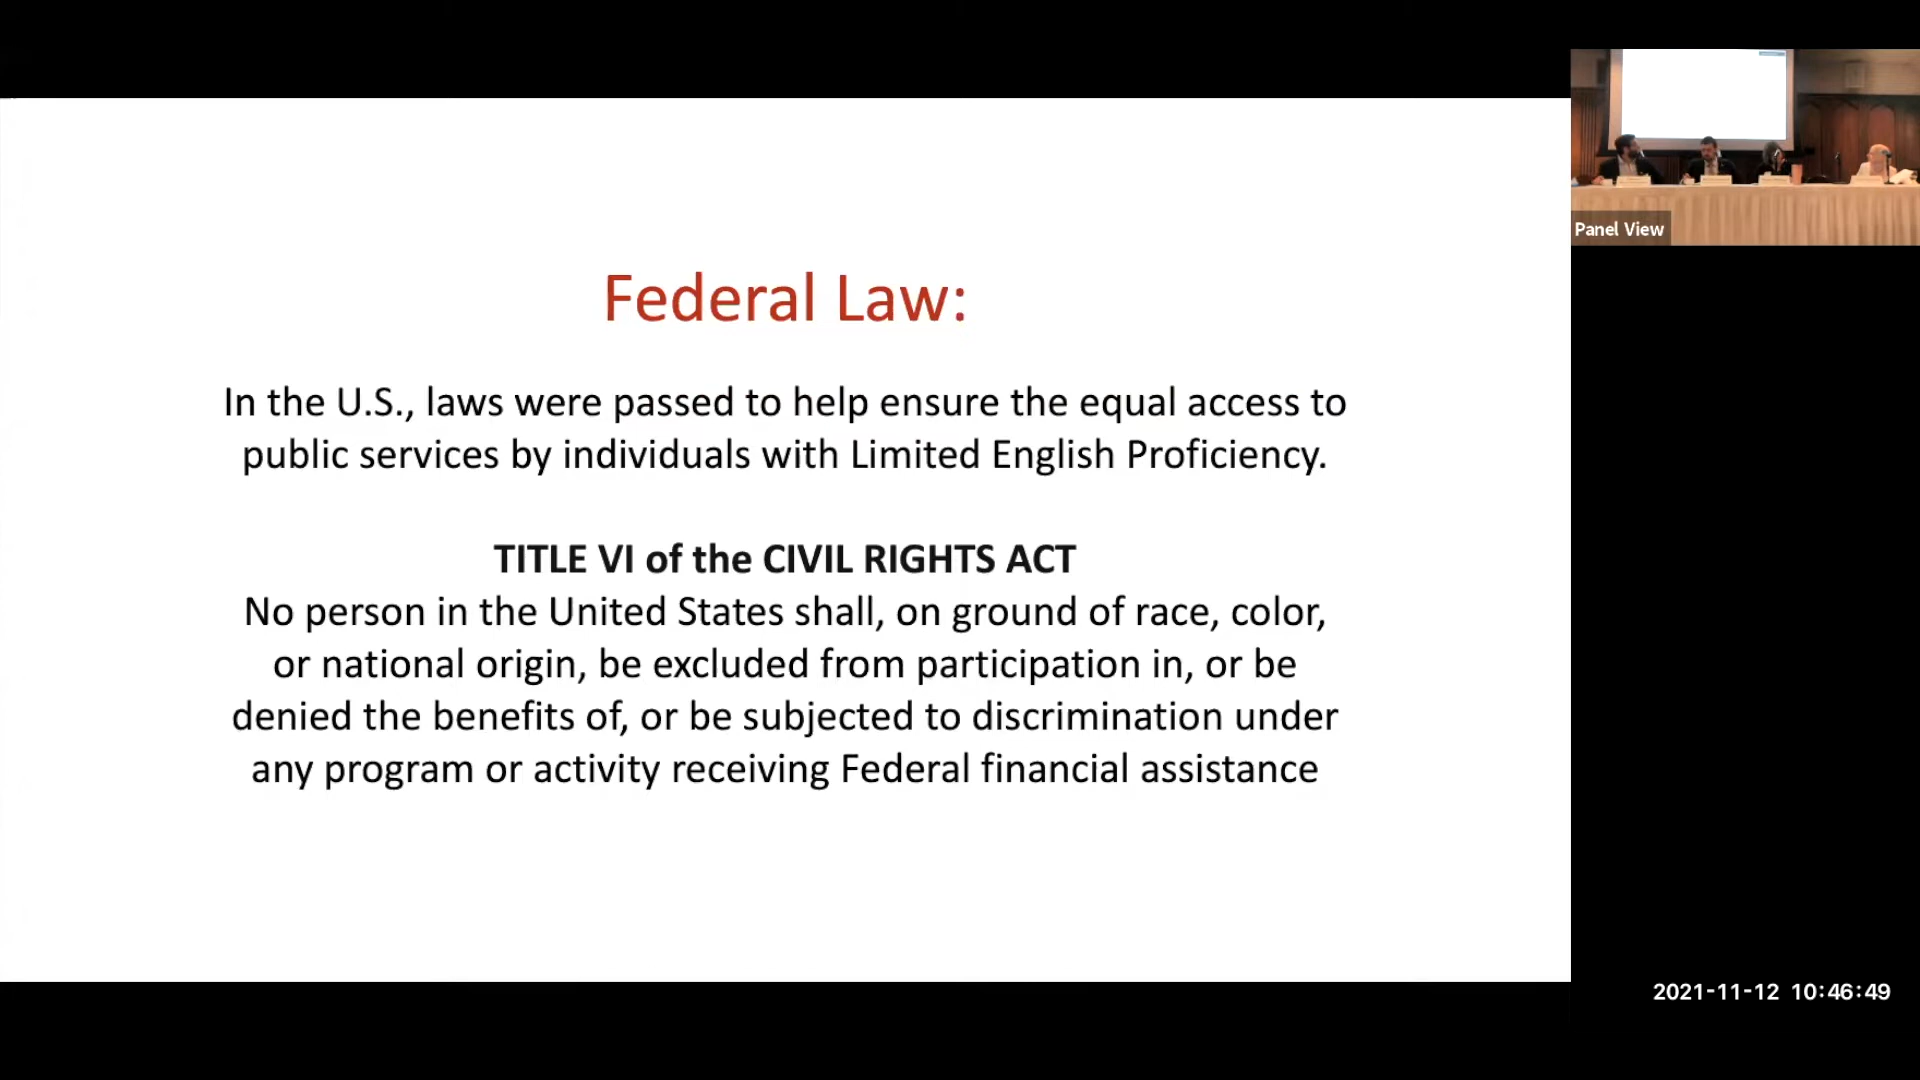 Federal Law:
In the U.S., laws were passed to help ensure the equal access to
public services by individuals with Limited English Proficiency.
TITLE VI of the CIVIL RIGHTS ACT
No person in the United States shall, on ground of race, color,
or national origin, be excluded from participation in, or be
denied the benefits of, or be subjected to discrimination under
any program or activity receiving Federal financial assistance
Panel View
2021-11-12 10:46:49